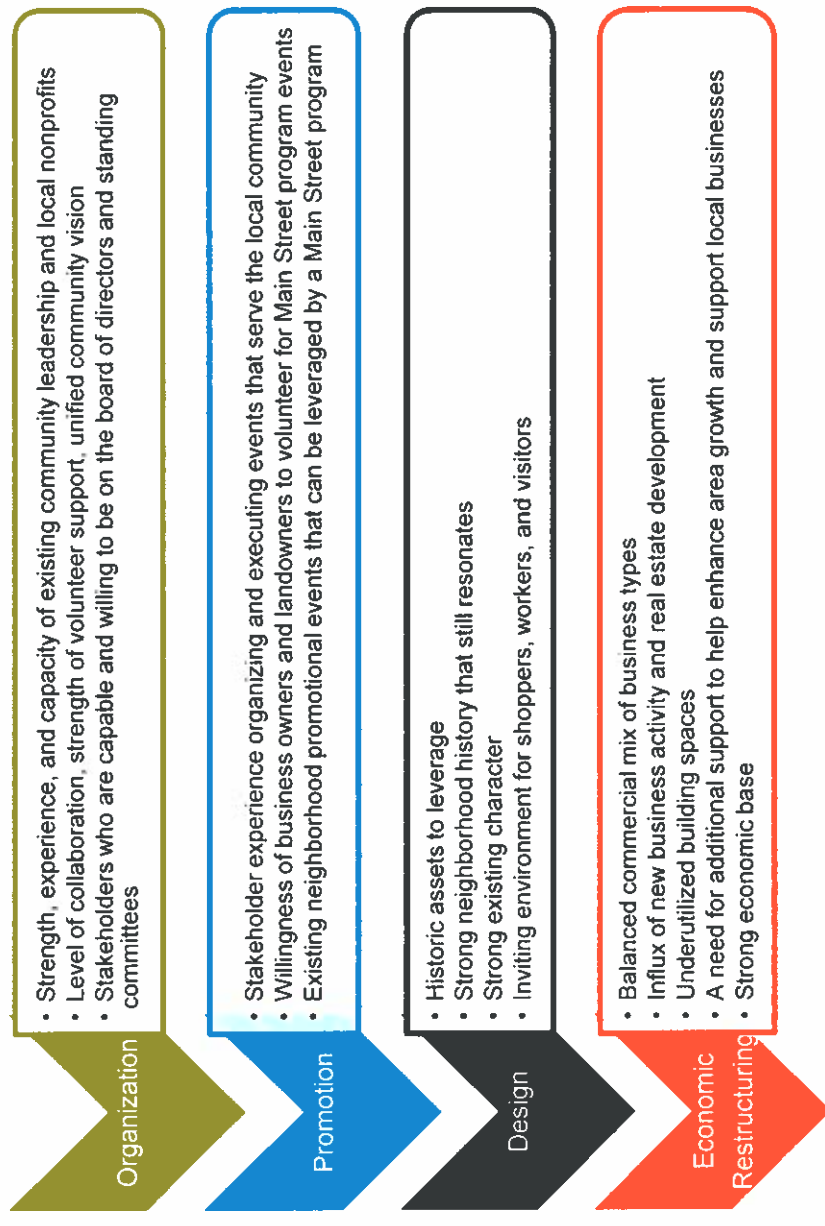 Organization
• Strength, experience, and capacity of existing community leadership and local nonprofits
• Level of collaboration, strength of volunteer support, unified community vision
• Stakeholders who are capable and willing to be on the board of directors and standing
committees
Promotion
• Stakeholder experience organizing and executing events that serve the local community
• Willingness of business owners and landowners to volunteer for Main Street program events
• Existing neighborhood promotional events that can be leveraged by a Main Street program
Design
• Historic assets to leverage
• Strong neighborhood history that still resonates
• Strong existing character
• Inviting environment for shoppers, workers, and visitors
Economic
Restructuring
• Balanced commercial mix of business types
• Influx of new business activity and real estate development
• Underutilized building spaces
• A need for additional support to help enhance area growth and support local businesses
• Strong economic base